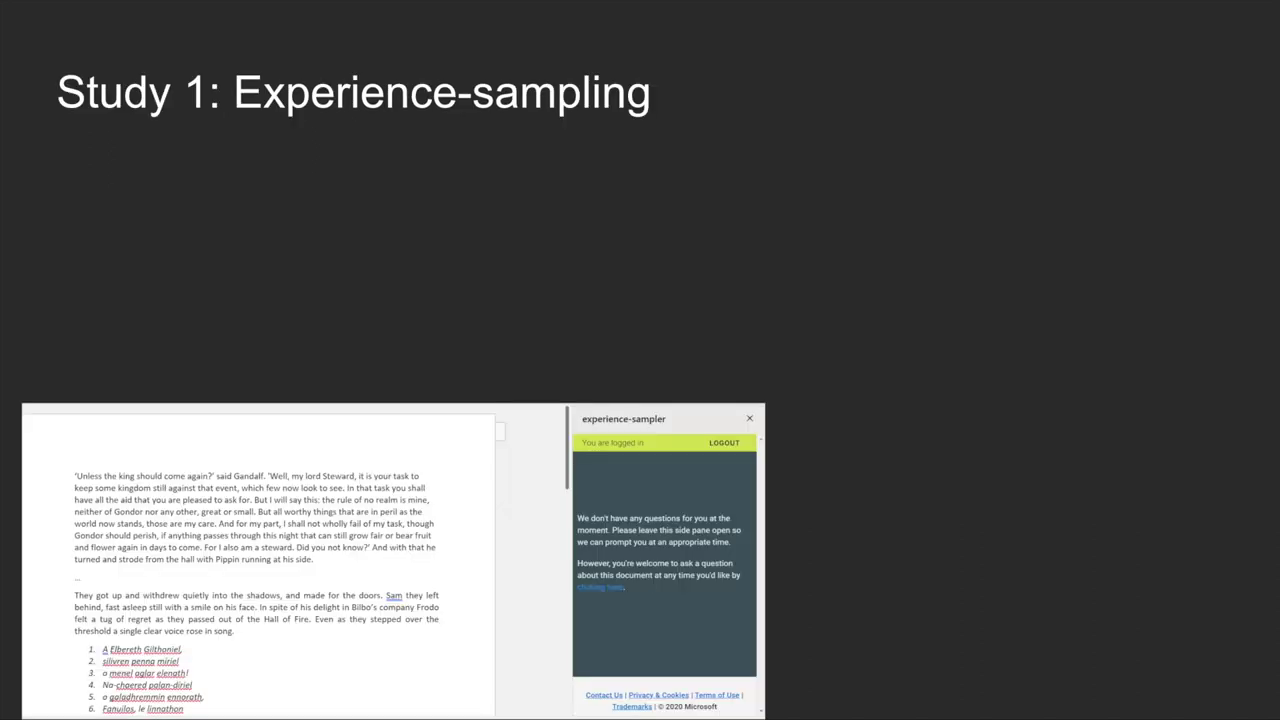 Study 1: Experience-sampling
'Unless the king should come again?' said Gandalf. 'Well, my lord Steward, it is your task to
keep some kingdom still against that event, which few now look to see. In that task you shall
have all the aid that you are pleased to ask for. But I will say this: the rule of no realm is mine,
neither of Gondor nor any other, great or small. But all worthy things that are in peril as the
world now stands, those are my care. And for my part, I shall not wholly fail of my task, though
Gondor should perish, if anything passes through this night that can still grow fair or bear fruit
and flower again in days to come. For I also am a steward. Did you not know?' And with that he
turned and strode from the hall with Pippin running at his side.
...
They got up and withdrew quietly into the shadows, and made for the doors. Sam they left
behind, fast asleep still with a smile on his face. In spite of his delight in Bilbo's company Frodo
felt a tug of regret as they passed out of the Hall of Fire. Even as they stepped over the
threshold a single clear voice rose in song.
1. A Elbereth Gilthoniel,
2. silivren penna míriel
3. o menel aglar elenath!
4. Na-chaered palan-díriel
5. o galadhremmin ennorath,
6. Fanuilos, le linnathon
experience-sampler
You are logged in LOGOUT
We don't have any questions for you at the
moment. Please leave this side pane open so
we can prompt you at an appropriate time.
However, you're welcome to ask a question
about this document at any time you'd like by
clicking here.
Contact Us | Privacy & Cookies | Terms of Use |
Trademarks | © 2020 Microsoft